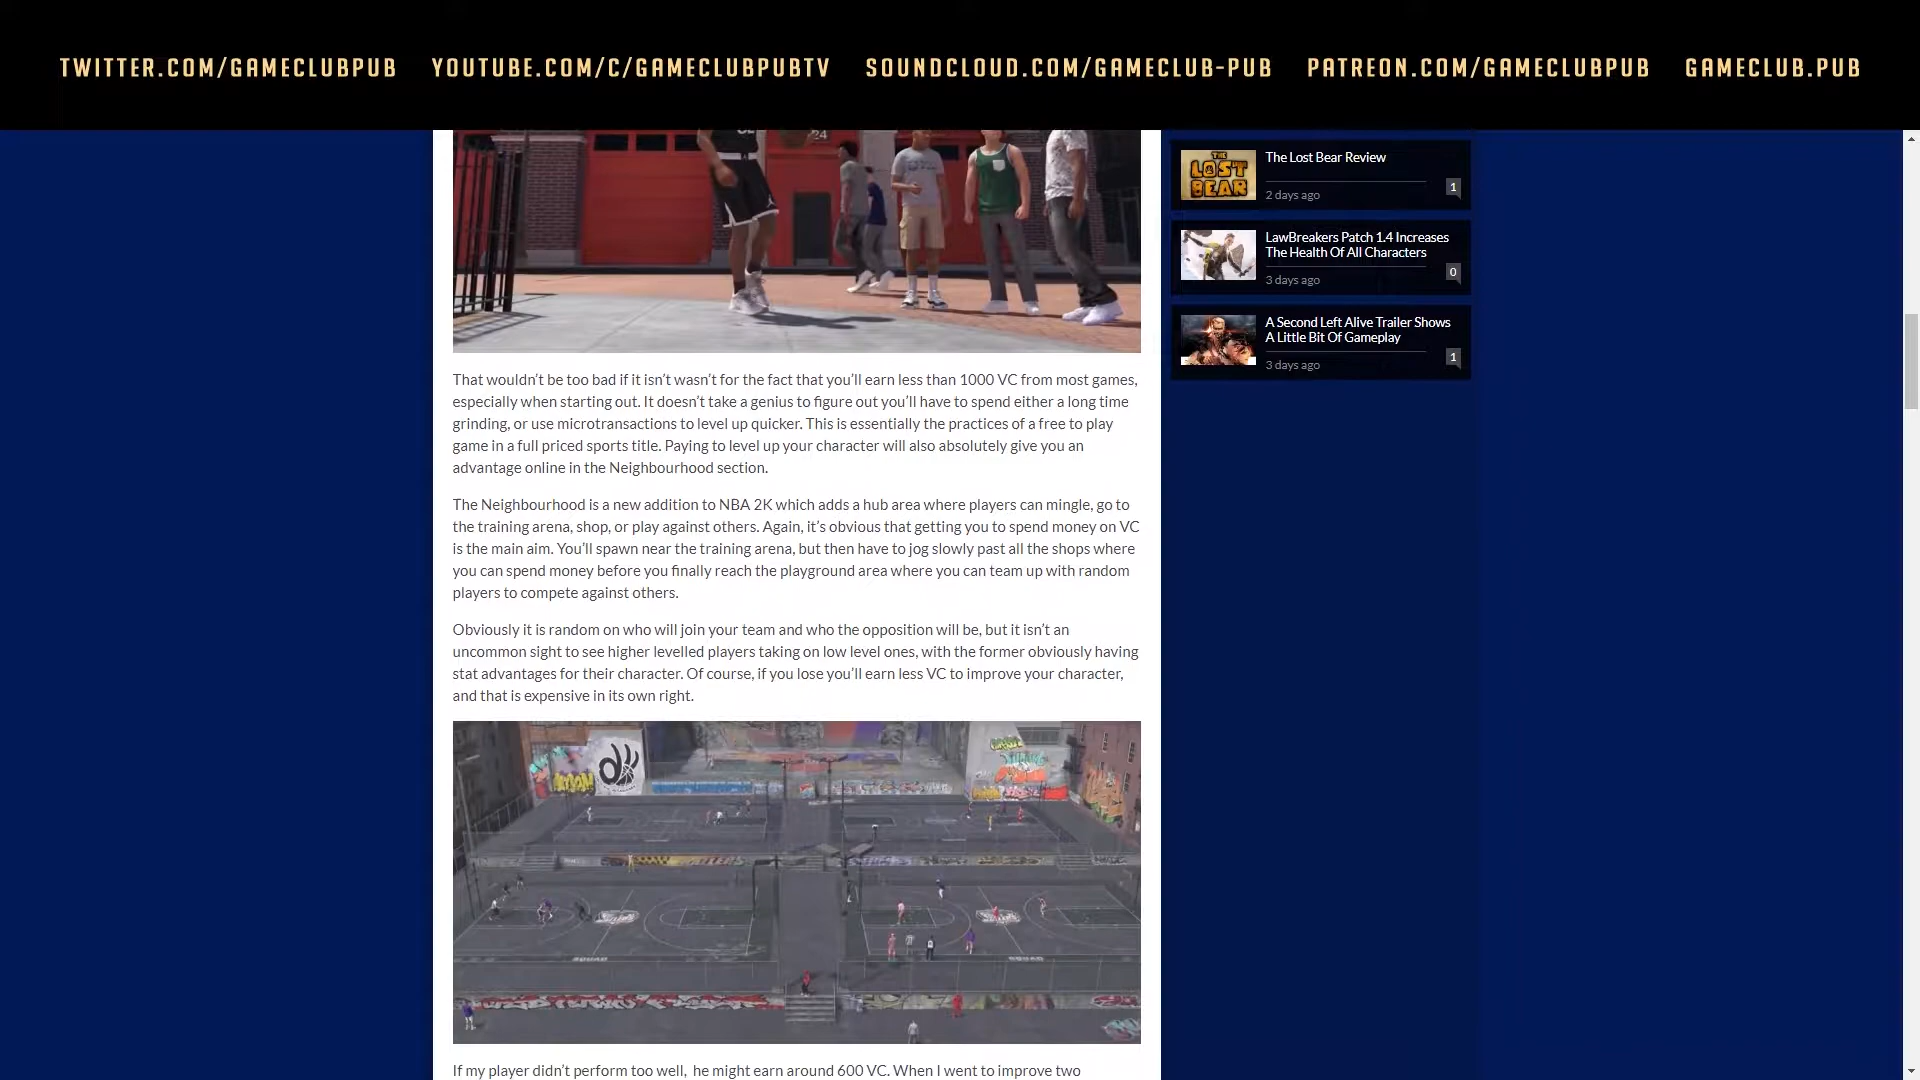 TWITTER.COM/GAMECLUBPUB YOUTUBE.COM/C/GAMECLUBPUBTV SOUNDCLOUD.COM/GAMECLUB-PUB PATREON.COM/GAMECLUBPUB GAMECLUB.PUB
24
That wouldn't be too bad if it isn't wasn't for the fact that you'll earn less than 1000 VC from most games,
especially when starting out. It doesn't take a genius to figure out you'll have to spend either a long time
grinding, or use microtransactions to level up quicker. This is essentially the practices of a free to play
game in a full priced sports title. Paying to level up your character will also absolutely give you an
advantage online in the Neighbourhood section.
The Neighbourhood is a new addition to NBA 2K which adds a hub area where players can mingle, go to
the training arena, shop, or play against others. Again, it's obvious that getting you to spend money on VC
is the main aim. You'll spawn near the training arena, but then have to jog slowly past all the shops where
you can spend money before you finally reach the playground area where you can team up with random
players to compete against others.
Obviously it is random on who will join your team and who the opposition will be, but it isn't an
uncommon sight to see higher levelled players taking on low level ones, with the former obviously having
stat advantages for their character. Of course, if you lose you'll earn less VC to improve your character,
and that is expensive in its own right.
If my player didn't perform too well, he might earn around 600 VC. When I went to improve two
THE
LOST
BEAR
The Lost Bear Review
2 days ago
1
LawBreakers Patch 1.4 Increases
The Health Of All Characters
3 days ago
0
A Second Left Alive Trailer Shows
A Little Bit Of Gameplay
3 days ago
1